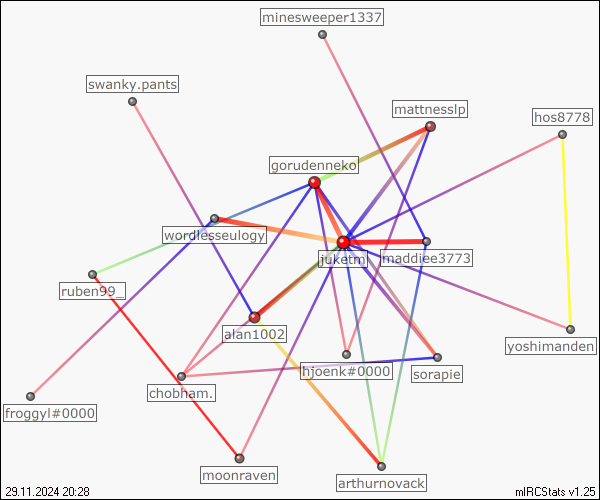 minesweeper1337
swanky.pants
mattnesslp
hos8778
gorudenneko
wordlesseulogy
juketm
maddiee3773
ruben99_
alan1002
yoshimanden
hjoenk#0000
sorapie
chobham.
froggyl#0000
moonraven
arthurnovack
29.11.2024 20:28
mIRCStats v1.25